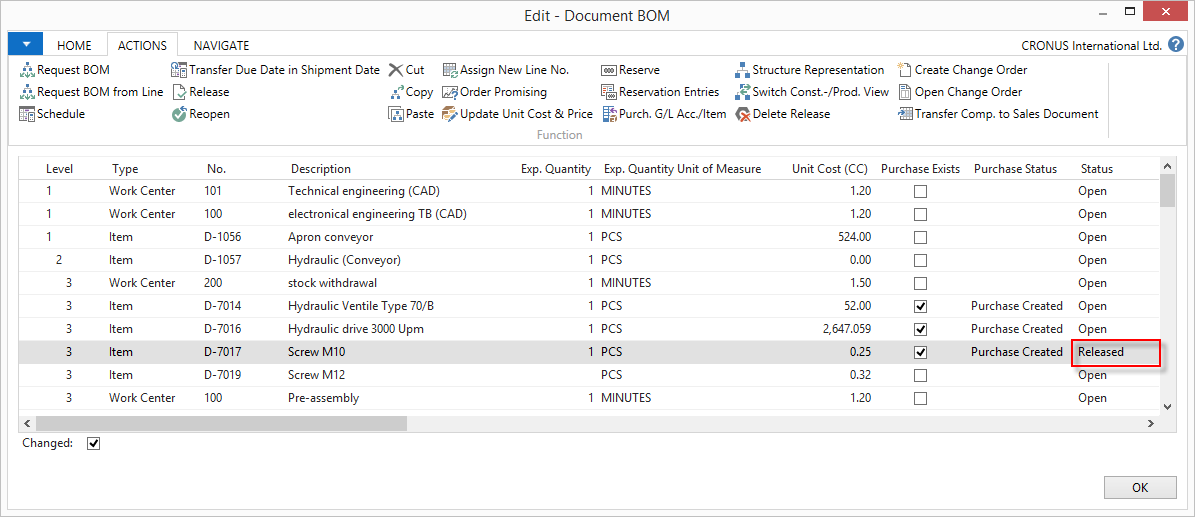 Edit - Document BOM
HOME ACTIONS NAVIGATE CRONUS International Ltd. ?
Request BOM Transfer Due Date in Shipment Date Cut Assign New Line No. Reserve Structure Representation Create Change Order
Request BOM from Line Release Copy Order Promising Reservation Entries Switch Const.-/Prod. View Open Change Order
Schedule Reopen Paste Update Unit Cost & Price Purch. G/L Acc./Item Delete Release Transfer Comp. to Sales Document
Function
Level Type No. Description Exp. Quantity Exp. Quantity Unit of Measure Unit Cost (CC) Purchase Exists Purchase Status Status
1 Work Center 101 Technical engineering (CAD) 1 MINUTES 1.20 Open
1 Work Center 100 electronical engineering TB (CAD) 1 MINUTES 1.20 Open
1 Item D-1056 Apron conveyor 1 PCS 524.00 Open
2 Item D-1057 Hydraulic (Conveyor) 1 PCS 0.00 Open
3 Work Center 200 stock withdrawal 1 MINUTES 1.50 Open
3 Item D-7014 Hydraulic Ventile Type 70/B 1 PCS 52.00 Purchase Created Open
3 Item D-7016 Hydraulic drive 3000 Upm 1 PCS 2,647.059 Purchase Created Open
3 Item D-7017 Screw M10 1 PCS 0.25 Purchase Created Released
3 Item D-7019 Screw M12 PCS 0.32 Open
3 Work Center 100 Pre-assembly 1 MINUTES 1.20 Open
Changed:
OK